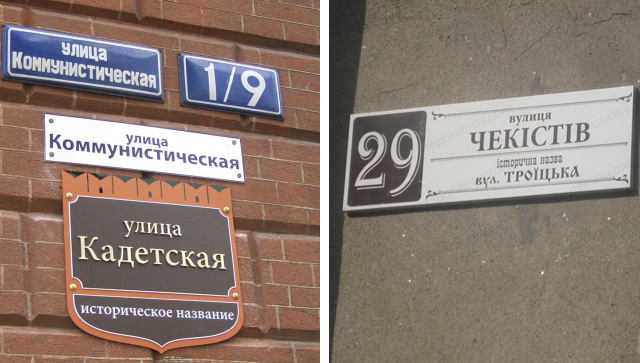 улица
Коммунистическая
1/9
улица
Коммунистическая
улица
Кадетская
историческое название
29
вулиця
ЧЕКІСТІВ
історична назва
вул. ТРОЇЦЬКА